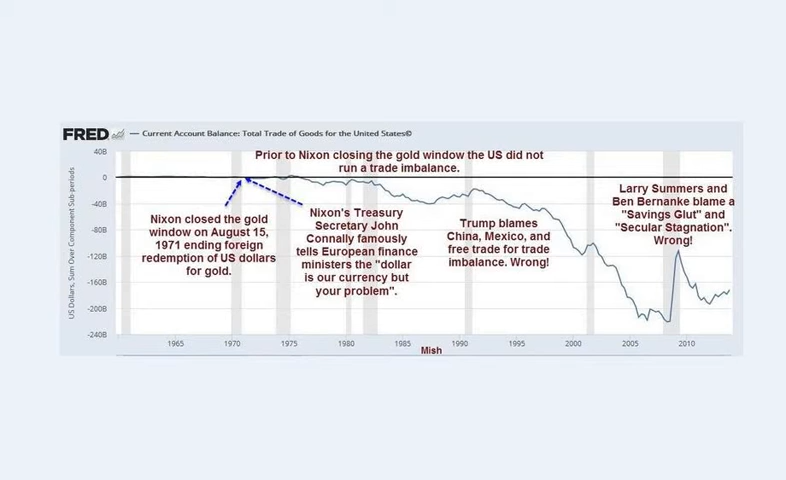 FRED — Current Account Balance: Total Trade of Goods for the United States©
US Dollars, Sum Over Component Sub-periods
40B
0
-40B
-80B
-120B
-160B
-200B
-240B
Prior to Nixon closing the gold window the US did not
run a trade imbalance.
Nixon closed the gold
window on August 15,
1971 ending foreign
redemption of US dollars
for gold.
Nixon's Treasury
Secretary John
Connally famously
tells European finance
ministers the "dollar
is our currency but
your problem".
Trump blames
China, Mexico, and
free trade for trade
imbalance. Wrong!
Larry Summers and
Ben Bernanke blame a
"Savings Glut" and
"Secular Stagnation".
Wrong!
1965 1970 1975 1980 1985 1990 1995 2000 2005 2010
Mish